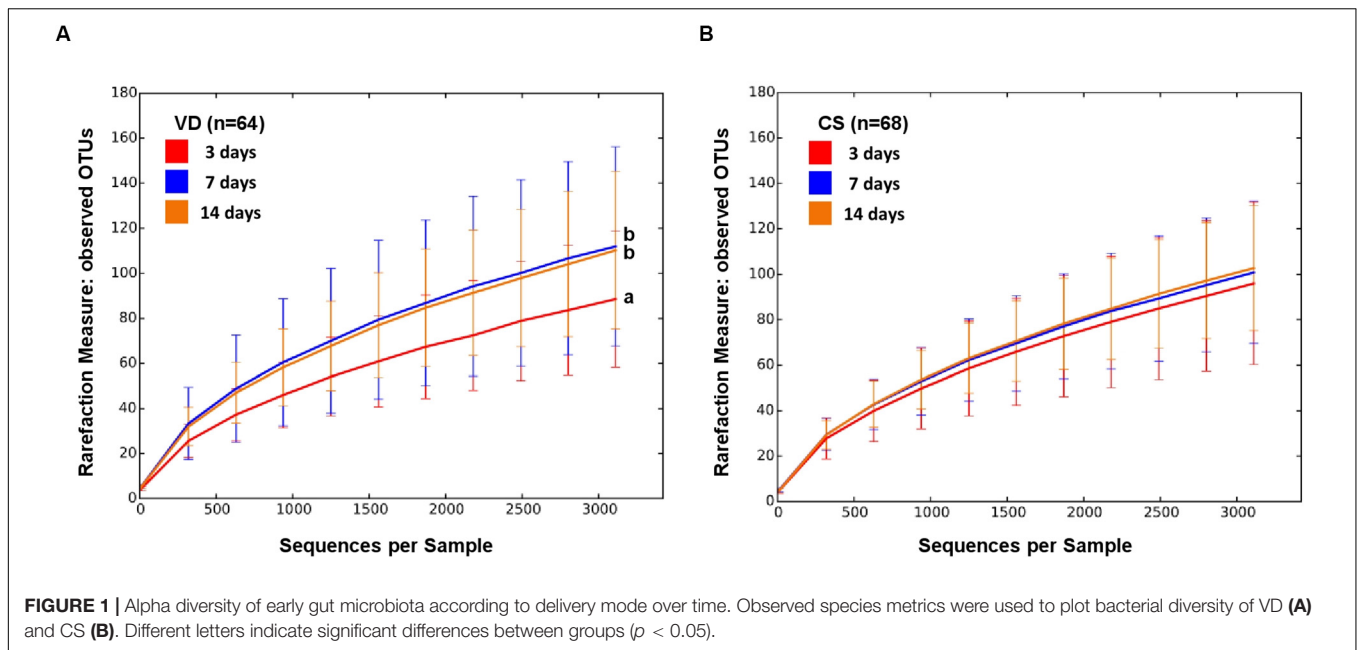 A
180
160
140
120
100
80
60
40
20
0
Rarefaction Measure: observed OTUs
VD (n=64)
3 days
7 days
14 days
b
b
a
0 500 1000 1500 2000 2500 3000
Sequences per Sample
B
180
160
140
120
100
80
60
40
20
0
Rarefaction Measure: observed OTUs
CS (n=68)
3 days
7 days
14 days
0 500 1000 1500 2000 2500 3000
Sequences per Sample
FIGURE 1 | Alpha diversity of early gut microbiota according to delivery mode over time. Observed species metrics were used to plot bacterial diversity of VD (A)
and CS (B). Different letters indicate significant differences between groups (p < 0.05).